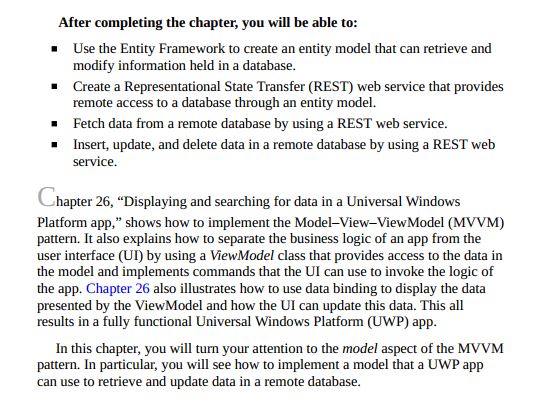 After completing the chapter, you will be able to:
▪ Use the Entity Framework to create an entity model that can retrieve and
modify information held in a database.
▪ Create a Representational State Transfer (REST) web service that provides
remote access to a database through an entity model.
▪ Fetch data from a remote database by using a REST web service.
▪ Insert, update, and delete data in a remote database by using a REST web
service.
Chapter 26, “Displaying and searching for data in a Universal Windows
Platform app,” shows how to implement the Model–View–ViewModel (MVVM)
pattern. It also explains how to separate the business logic of an app from the
user interface (UI) by using a ViewModel class that provides access to the data in
the model and implements commands that the UI can use to invoke the logic of
the app. Chapter 26 also illustrates how to use data binding to display the data
presented by the ViewModel and how the UI can update this data. This all
results in a fully functional Universal Windows Platform (UWP) app.
In this chapter, you will turn your attention to the model aspect of the MVVM
pattern. In particular, you will see how to implement a model that a UWP app
can use to retrieve and update data in a remote database.